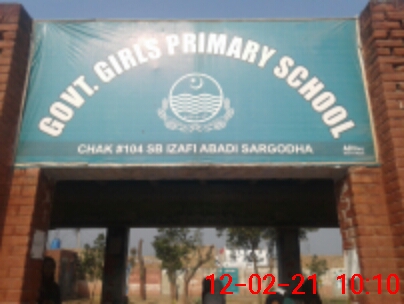 GOVT. GIRLS PRIMARY SCHOOL
CHAK #104 SB IZAFI ABADI SARGODHA
12-02-21 10:10